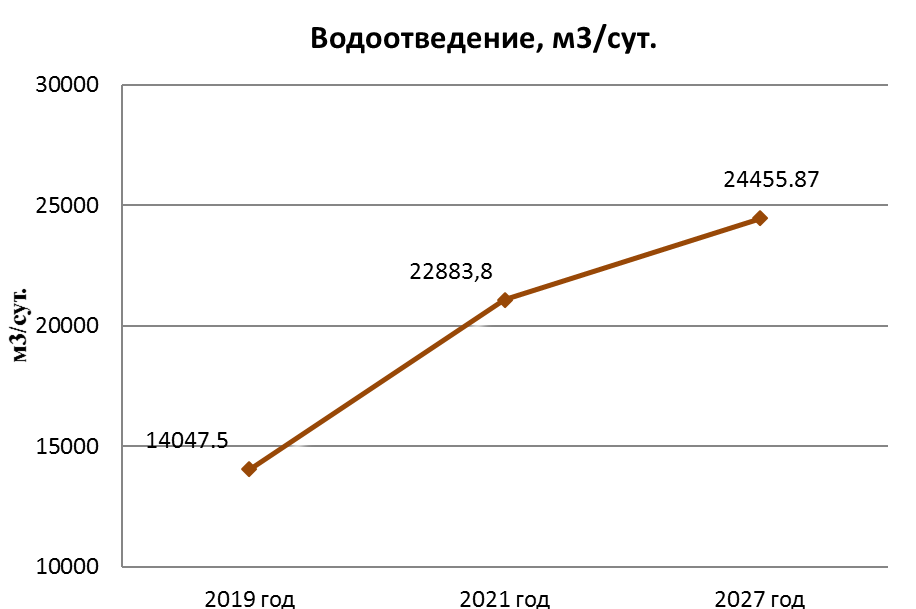 Водоотведение, м3/сут.
30000
24455.87
25000
22883,8
20000
м3/сут.
14047.5
15000
10000
2019 год
2021 год
2027 год